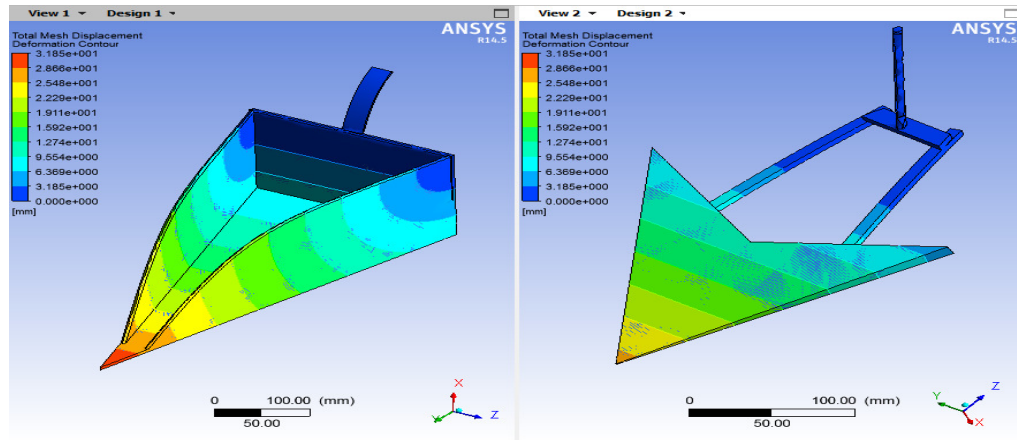 View 1 Design 1
Total Mesh Displacement
Deformation Contour
3.185e+001
2.866e+001
2.548e+001
2.229e+001
1.911e+001
1.592e+001
1.274e+001
9.554e+000
6.369e+000
3.185e+000
0.000e+000
[mm]
ANSYS
R14.5
0 100.00 (mm)
50.00
X
Y
Z
View 2 Design 2
Total Mesh Displacement
Deformation Contour
3.185e+001
2.866e+001
2.548e+001
2.229e+001
1.911e+001
1.592e+001
1.274e+001
9.554e+000
6.369e+000
3.185e+000
0.000e+000
[mm]
ANSYS
R14.5
0 100.00 (mm)
50.00
Z
Y
X